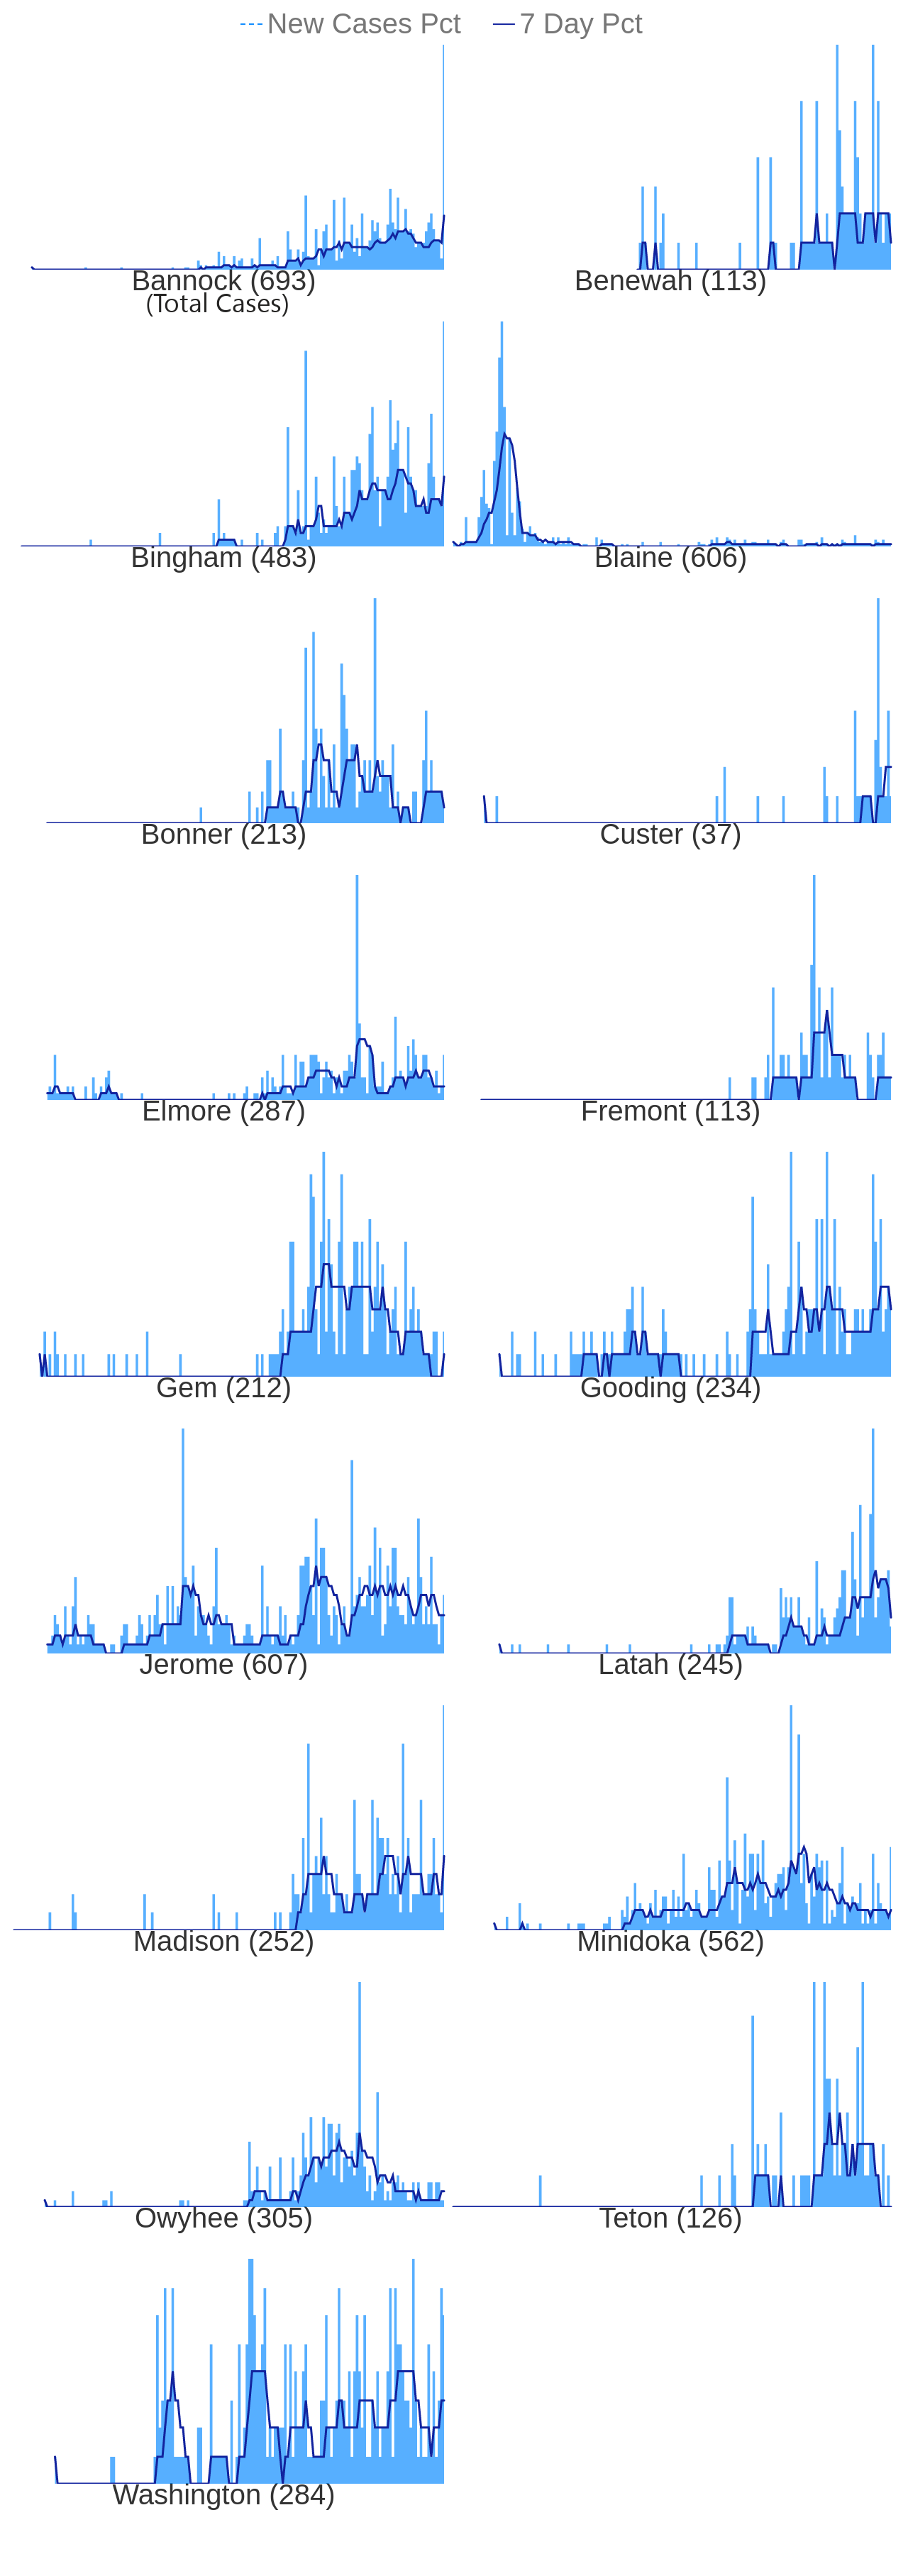 New Cases Pct 7 Day Pct
Bannock (693) Benewah (113)
(Total Cases)
Bingham (483) Blaine (606)
Bonner (213) Custer (37)
Elmore (287) Fremont (113)
Gem (212) Gooding (234)
Jerome (607) Latah (245)
Madison (252) Minidoka (562)
Owyhee (305) Teton (126)
Washington (284)